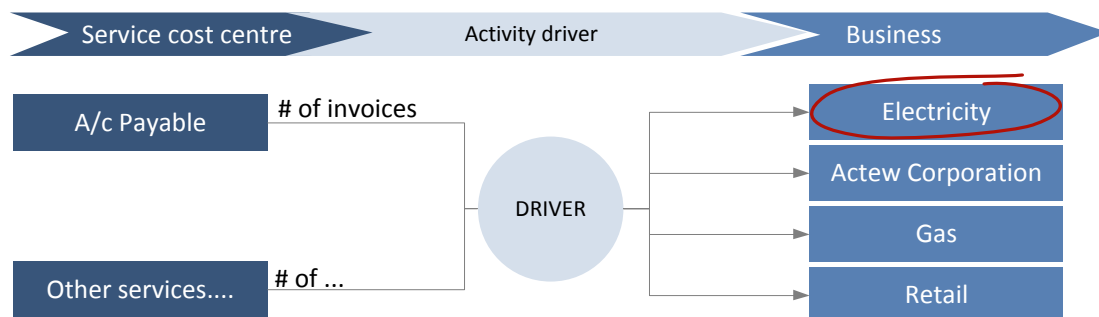 Service cost centre
Activity driver
Business
A/c Payable
# of invoices
Other services....
# of ...
DRIVER
Electricity
Actew Corporation
Gas
Retail